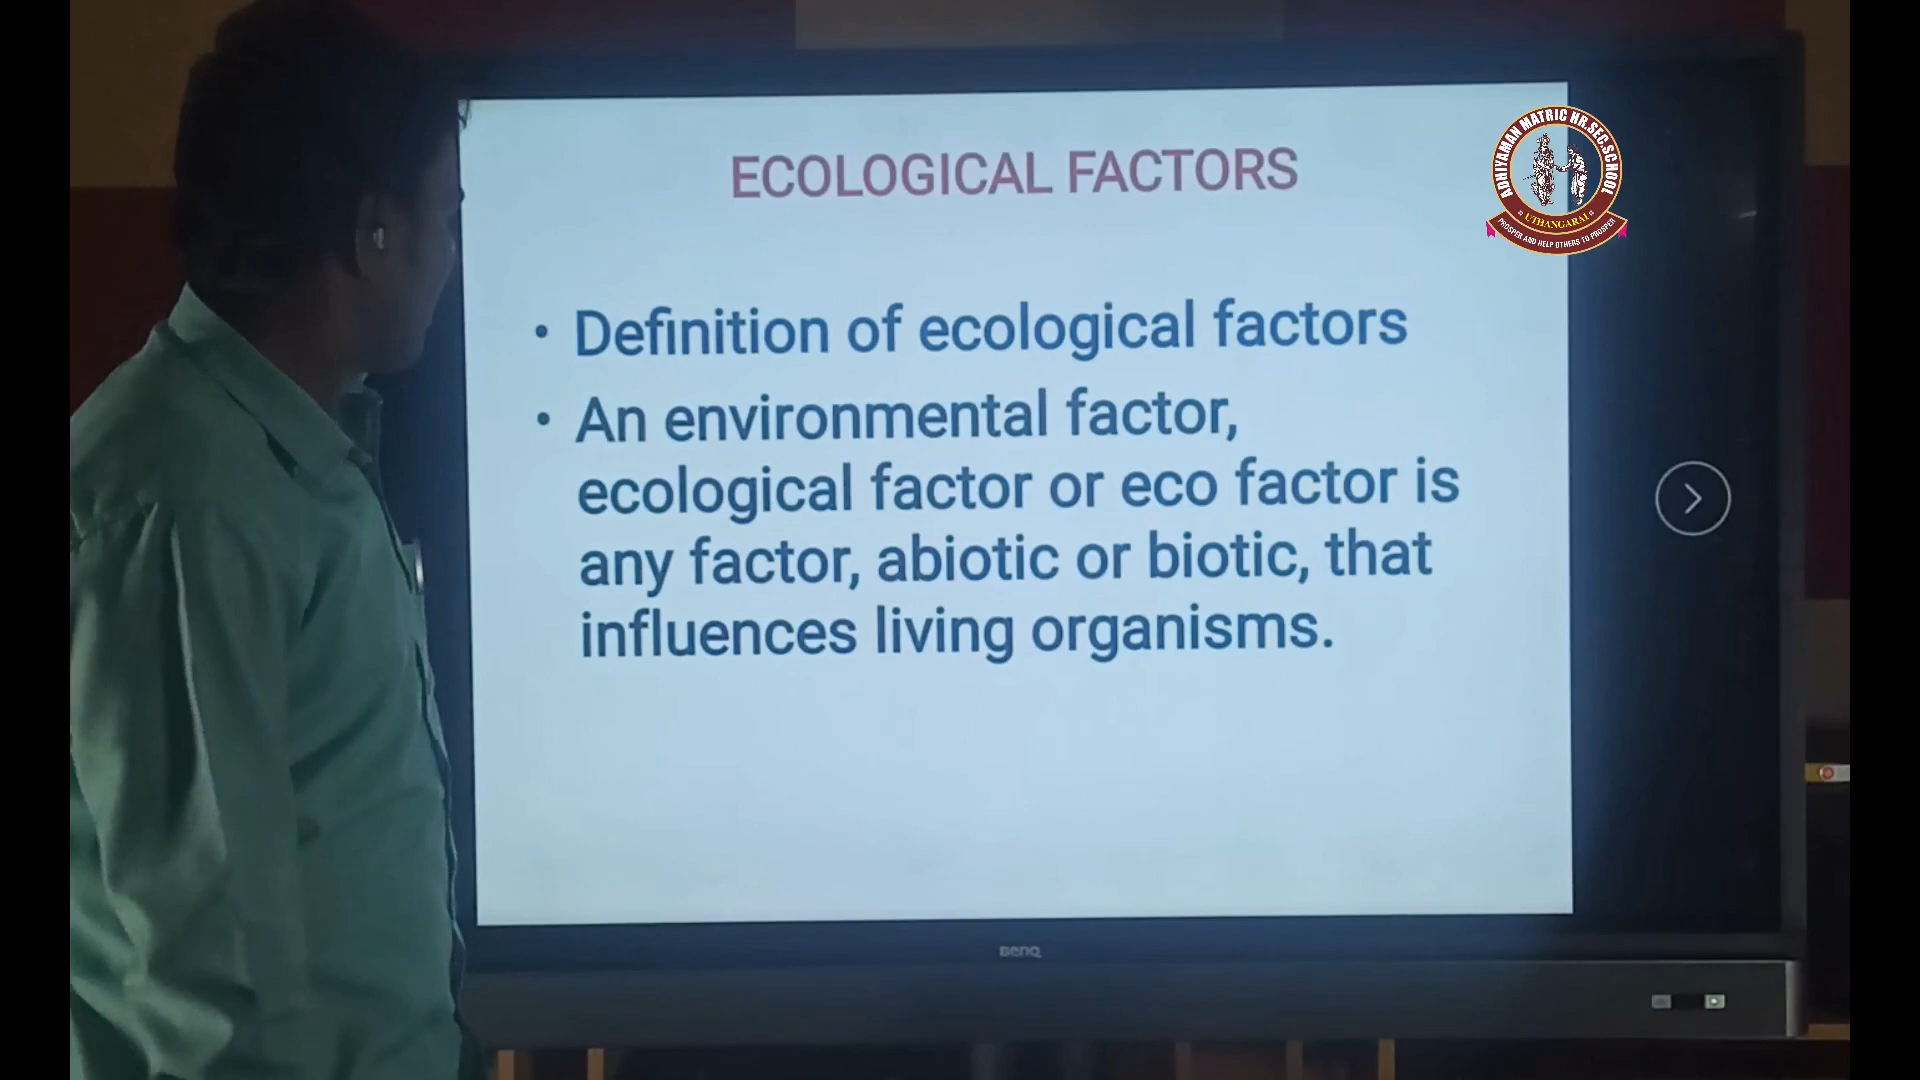 ECOLOGICAL FACTORS
ADHIYAMAN MATRIC HR.SEC.SCHOOL
UTHANGARAI
PROSPER AND HELP OTHERS TO PROSPER
• Definition of ecological factors
• An environmental factor,
ecological factor or eco factor is
any factor, abiotic or biotic, that
influences living organisms.
BenQ